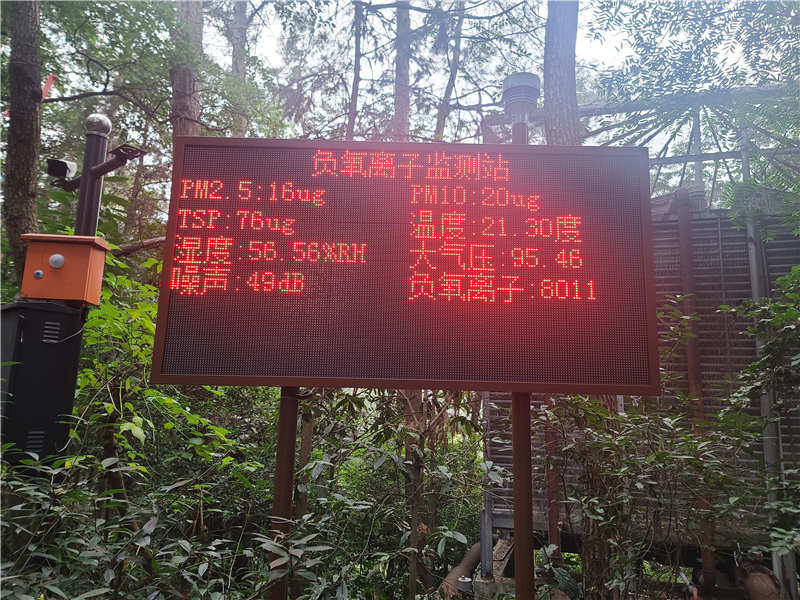 负氧离子监测站
PM2.5:16ug PM10:20ug
TSP:76ug 温度:21.30度
湿度:56.56%RH 大气压:95.46
噪声:49dB 负氧离子:8011